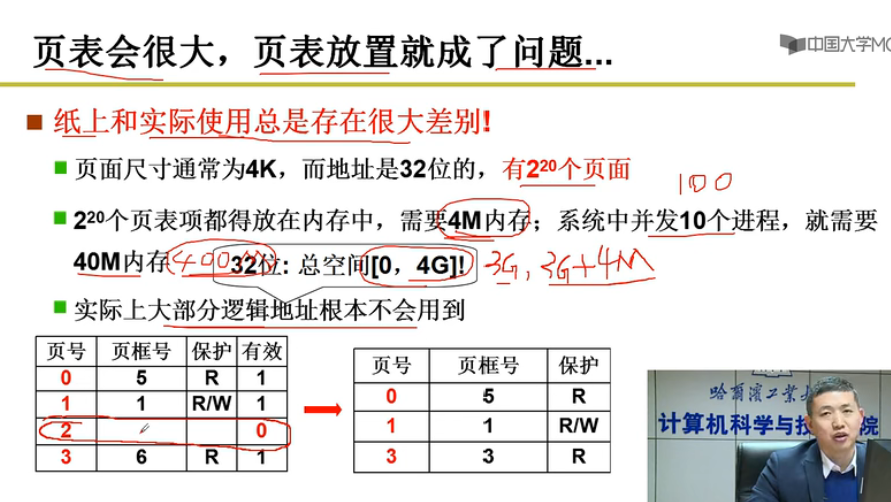 页表会很大，页表放置就成了问题...
中国大学MO
纸上和实际使用总是存在很大差别!
页面尺寸通常为4K，而地址是32位的，有2²⁰个页面
100
2²⁰个页表项都得放在内存中，需要4M内存；系统中并发10个进程，就需要
40M内存
400M
32位: 总空间[0，4G]!
3G, 3G+4M
实际上大部分逻辑地址根本不会用到
页号 页框号 保护 有效
0 5 R 1
1 1 R/W 1
2 0
3 6 R 1
页号 页框号 保护
0 5 R
1 1 R/W
3 3 R
哈尔滨工业大
计算机科学与技 院